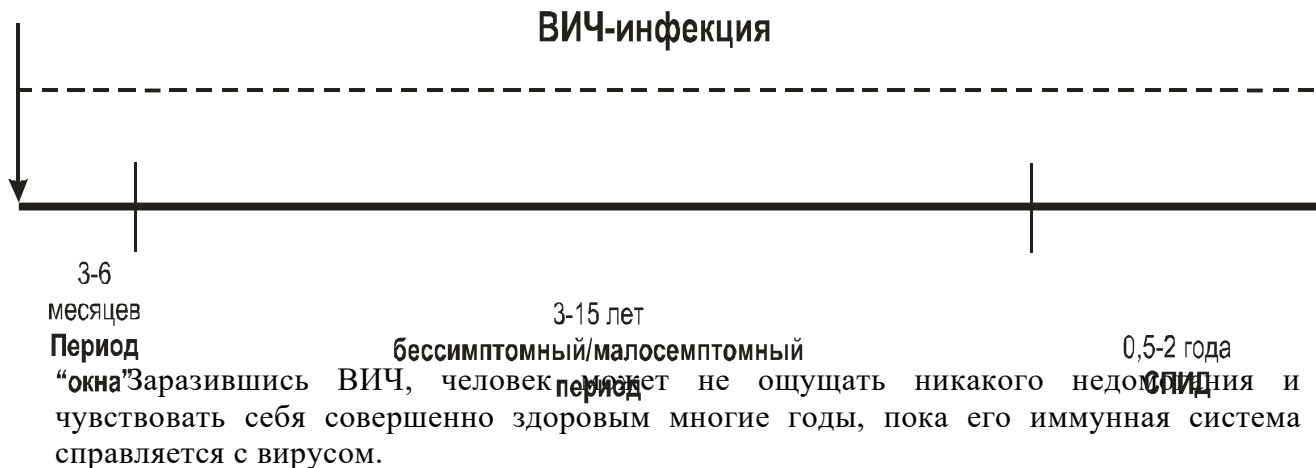 ВИЧ-инфекция
3-6
месяцев
Период
“окна”
3-15 лет
бессимптомный/малосемптомный
период
0,5-2 года
СПИД
Заразившись ВИЧ, человек может не ощущать никакого недомогания и
чувствовать себя совершенно здоровым многие годы, пока его иммунная система
справляется с вирусом.